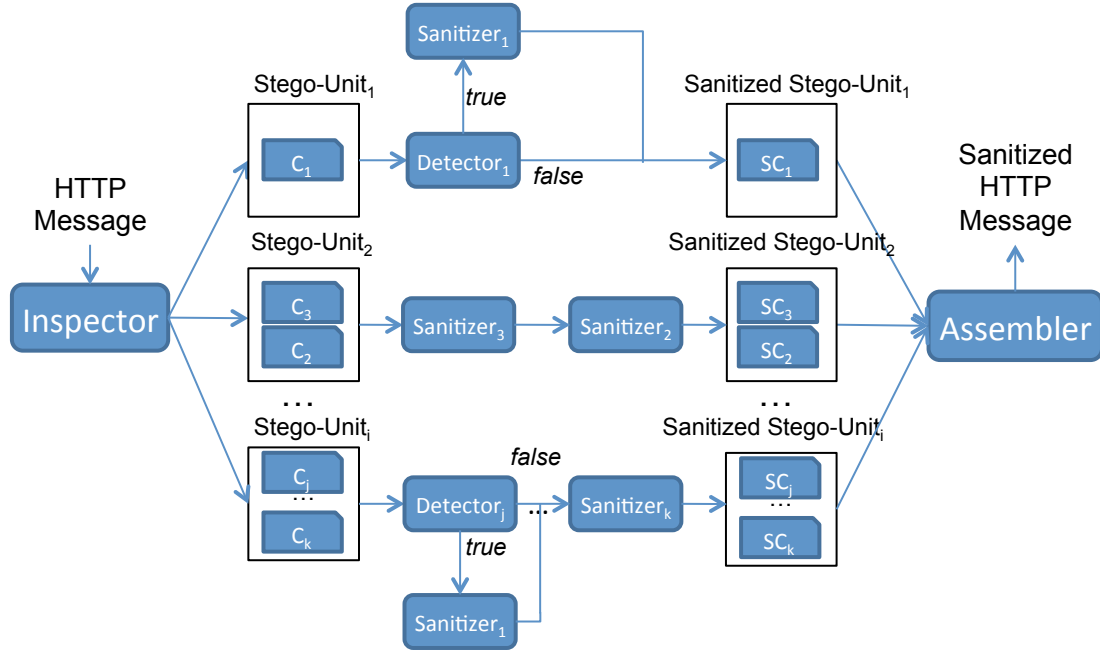 Sanitizer₁
Stego-Unit₁
true
Sanitized Stego-Unit₁
C₁
Detector₁
false
SC₁
HTTP
Message
Sanitized
HTTP
Message
Stego-Unit₂
Sanitized Stego-Unit₂
Inspector
C₃
C₂
Sanitizer₃
Sanitizer₂
SC₃
SC₂
Assembler
...
...
Stego-Unitᵢ
Sanitized Stego-Unitᵢ
false
Cⱼ
...
Cₖ
Detectorⱼ
...
Sanitizerₖ
SCⱼ
...
SCₖ
true
Sanitizer₁